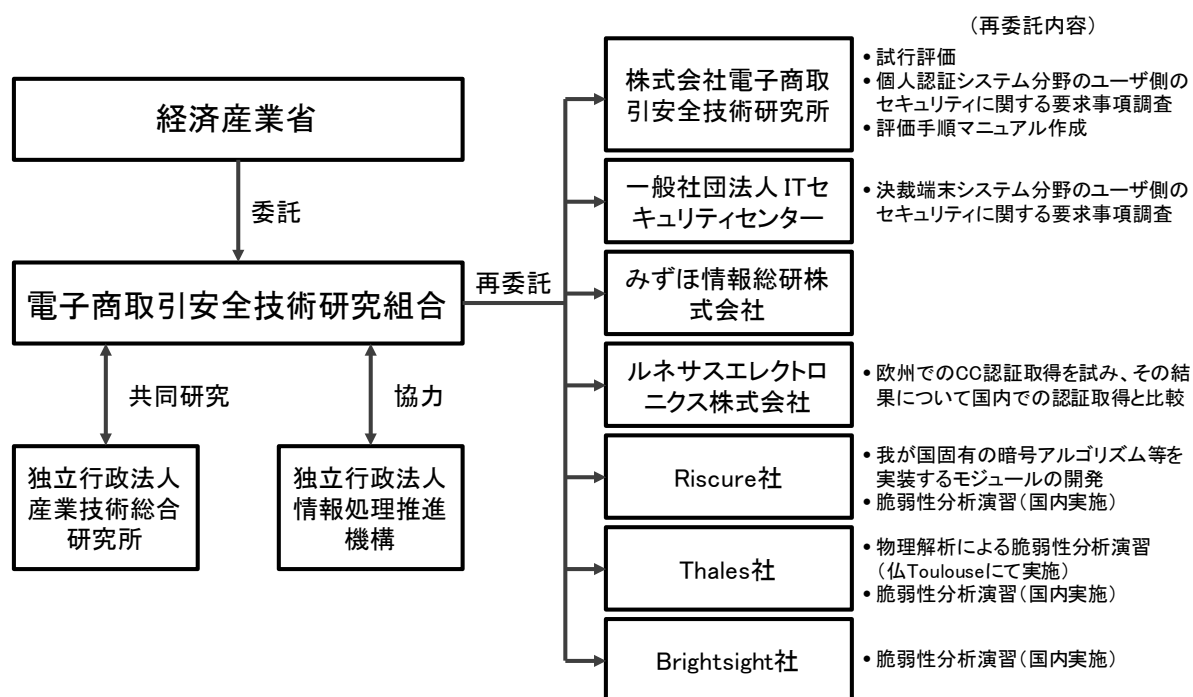 経済産業省
委託
電子商取引安全技術研究組合
共同研究
協力
独立行政法人
産業技術総合
研究所
独立行政法人
情報処理推進
機構
再委託
(再委託内容)
株式会社電子商取
引安全技術研究所
•試行評価
•個人認証システム分野のユーザ側の
セキュリティに関する要求事項調査
•評価手順マニュアル作成
一般社団法人 ITセ
キュリティセンター
•決裁端末システム分野のユーザ側の
セキュリティに関する要求事項調査
みずほ情報総研株
式会社
ルネサスエレクトロ
ニクス株式会社
•欧州でのCC認証取得を試み、その結
果について国内での認証取得と比較
Riscure社
•我が国固有の暗号アルゴリズム等を
実装するモジュールの開発
•脆弱性分析演習(国内実施)
Thales社
•物理解析による脆弱性分析演習
(仏Toulouseにて実施)
•脆弱性分析演習(国内実施)
Brightsight社
•脆弱性分析演習(国内実施)